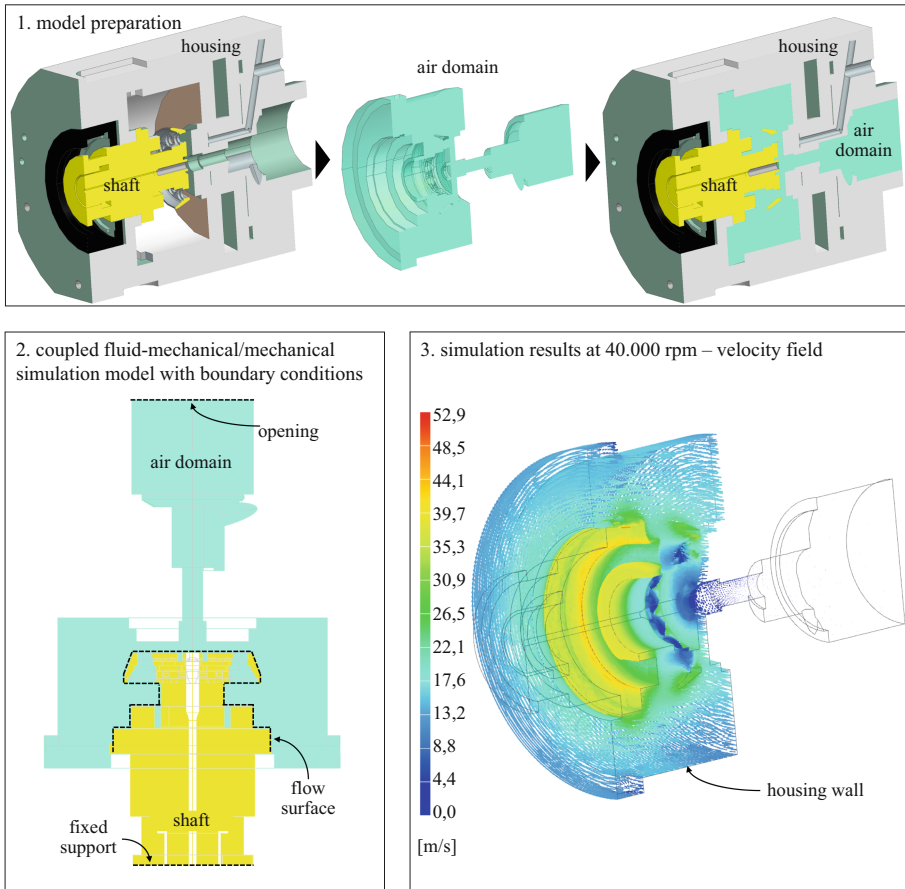 1. model preparation
housing
shaft
air domain
housing
shaft
air
domain
2. coupled fluid-mechanical/mechanical
simulation model with boundary conditions
opening
air domain
flow
surface
shaft
fixed
support
3. simulation results at 40.000 rpm – velocity field
52,9
48,5
44,1
39,7
35,3
30,9
26,5
22,1
17,6
13,2
8,8
4,4
0,0
[m/s]
housing wall